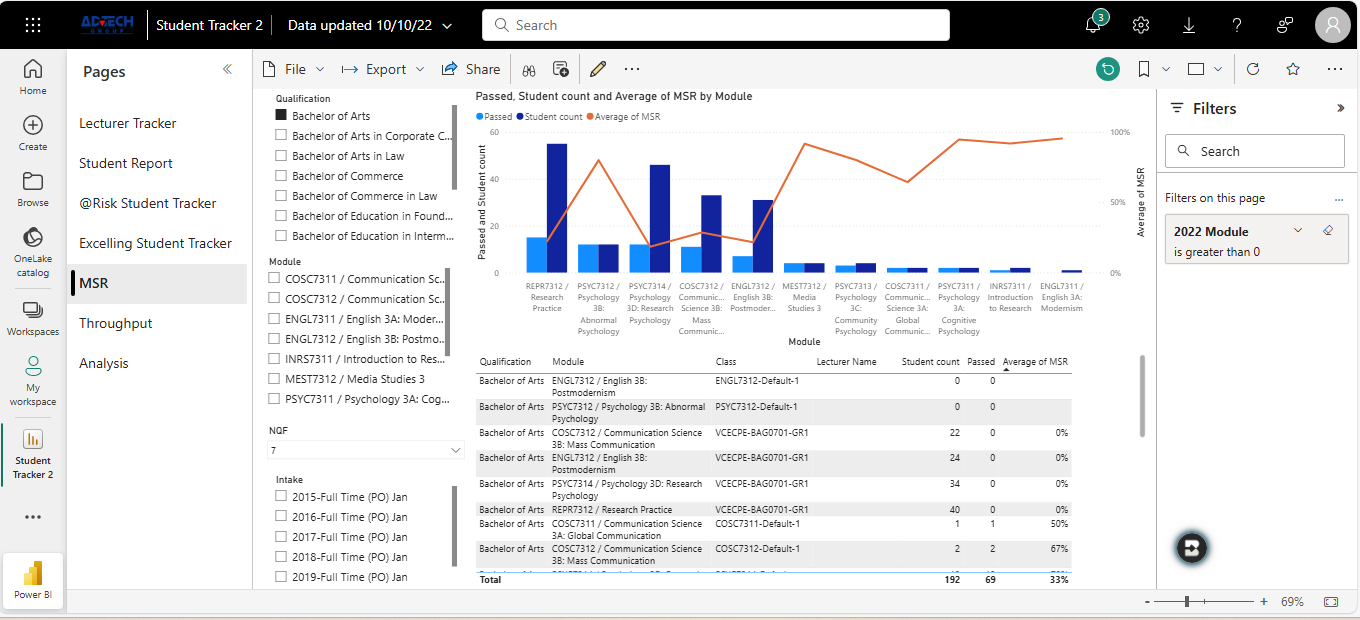 ADvTECH
GROUP
Student Tracker 2
Data updated 10/10/22
Search
3
Home
Create
Browse
OneLake
catalog
Workspaces
My
workspace
Student
Tracker 2
Power BI
Pages
Lecturer Tracker
Student Report
@Risk Student Tracker
Excelling Student Tracker
MSR
Throughput
Analysis
File
Export
Share
Qualification
Bachelor of Arts
Bachelor of Arts in Corporate C...
Bachelor of Arts in Law
Bachelor of Commerce
Bachelor of Commerce in Law
Bachelor of Education in Found...
Bachelor of Education in Interm...
Module
COSC7311 / Communication Sc...
COSC7312 / Communication Sc...
ENGL7311 / English 3A: Moder...
ENGL7312 / English 3B: Postmo...
INRS7311 / Introduction to Res...
MEST7312 / Media Studies 3
PSYC7311 / Psychology 3A: Cog...
NQF
7
Intake
2015-Full Time (PO) Jan
2016-Full Time (PO) Jan
2017-Full Time (PO) Jan
2018-Full Time (PO) Jan
2019-Full Time (PO) Jan
Passed, Student count and Average of MSR by Module
Passed Student count Average of MSR
Passed and Student count
60
40
20
0
100%
50%
0%
Average of MSR
REPR7312 /
Research
Practice
PSYC7312 /
Psychology
3B:
Abnormal
Psychology
PSYC7314 /
Psychology
3D: Research
Psychology
COSC7312 /
Communic...
Science 3B:
Mass
Communic...
ENGL7312 /
English 3B:
Postmoder...
MEST7312 /
Media
Studies 3
PSYC7313 /
Psychology
3C:
Community
Psychology
COSC7311 /
Communic...
Science 3A:
Global
Communic...
PSYC7311 /
Psychology
3A:
Cognitive
Psychology
INRS7311 /
Introduction
to Research
ENGL7311 /
English 3A:
Modernism
Module
Qualification Module Class Lecturer Name Student count Passed Average of MSR
Bachelor of Arts ENGL7312 / English 3B: ENGL7312-Default-1 0 0
Postmodernism
Bachelor of Arts PSYC7312 / Psychology 3B: Abnormal PSYC7312-Default-1 0 0
Psychology
Bachelor of Arts COSC7312 / Communication Science VCECPE-BAG0701-GR1 22 0 0%
3B: Mass Communication
Bachelor of Arts ENGL7312 / English 3B: VCECPE-BAG0701-GR1 24 0 0%
Postmodernism
Bachelor of Arts PSYC7314 / Psychology 3D: Research VCECPE-BAG0701-GR1 34 0 0%
Psychology
Bachelor of Arts REPR7312 / Research Practice VCECPE-BAG0701-GR1 40 0 0%
Bachelor of Arts COSC7311 / Communication Science COSC7311-Default-1 1 1 50%
3A: Global Communication
Bachelor of Arts COSC7312 / Communication Science COSC7312-Default-1 2 2 67%
3B: Mass Communication
Total 192 69 33%
Filters
Search
Filters on this page
2022 Module
is greater than 0
- + 69%